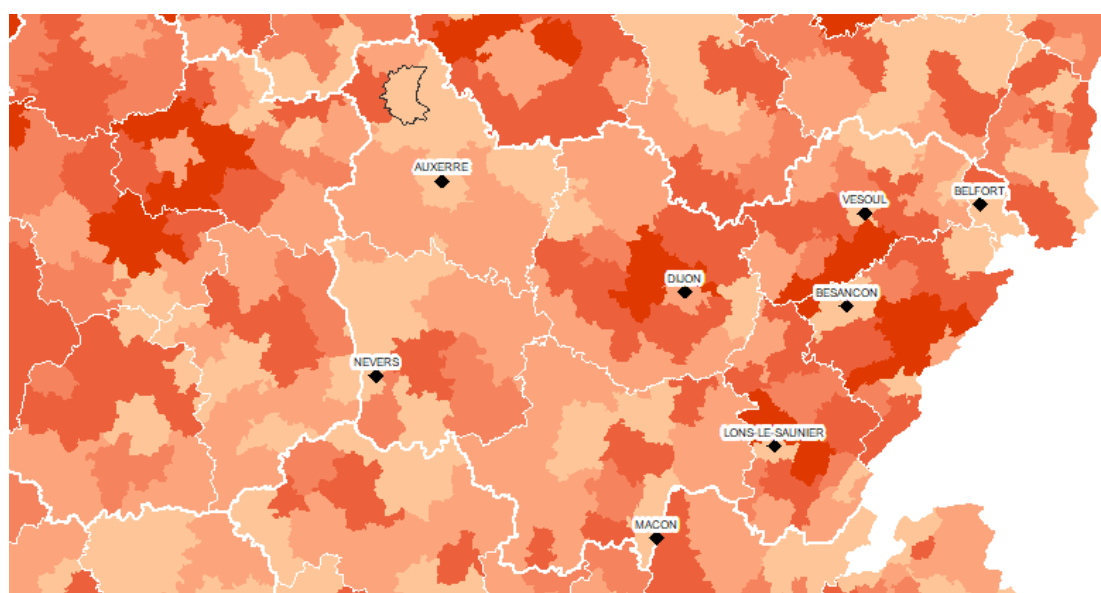 AUXERRE
BELFORT
VESOUL
DIJON
BESANCON
NEVERS
LONS-LE-SAUNIER
MACON